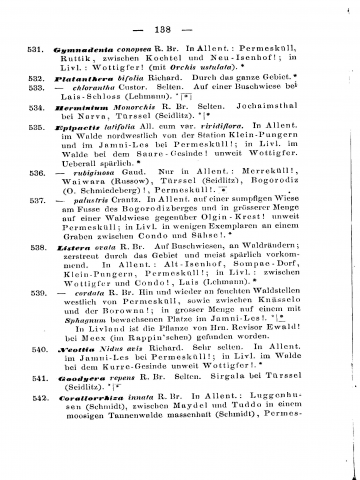 — 138 —
531. Gymnadenia conopsea R. Br. In Allent.: Permesküll,
Ruttik, zwischen Kochtel und Neu-Isenhof!; in
Livl.: Wottigfer! (mit Orchis ustulata). *
532. Platanthera bifolia Richard. Durch das ganze Gebiet. *
533. — chlorantha Custor. Selten. Auf einer Buschwiese bei
Lais-Schloss (Lehmann). *|*|
534. Herminium Monorchis R. Br. Selten. Jochaimsthal
bei Narva, Türssel (Seidlitz). *|*
535. Epipactis latifolia All. cum var. viridiflora. In Allent.
im Walde nordwestlich von der Station Klein-Pungern
und im Jamni-Les bei Permesküll!; in Livl. im
Walde bei dem Saure-Gesinde! unweit Wottigfer.
Ueberall spärlich. *
536. — rubiginosa Gaud. Nur in Allent.: Merreküll,
Waiwara (Russow), Türssel (Seidlitz), Bogorodiz
(O. Schmiedeberg)!, Permesküll!. *
537. — palustris Crantz. In Allent. auf einer sumpfigen Wiese
am Fusse des Bogorodizberges und in grösserer Menge
auf einer Waldwiese gegenüber Olgin-Krest! unweit
Permesküll; in Livl. in wenigen Exemplaren an einem
Graben zwischen Condo und Sähse!. *
538. Listera ovata R. Br. Auf Buschwiesen, an Waldrändern;
zerstreut durch das Gebiet und meist spärlich vorkom-
mend. In Allent.: Alt-Isenhof, Sompae-Dorf,
Klein-Pungern, Permesküll!; in Livl.: zwischen
Wottigfer und Condo!, Lais (Lehmann). *
539. — cordata R. Br. Hin und wieder an feuchten Waldstellen
westlich von Permesküll, sowie zwischen Knäselo
und der Borowna!; in grosser Menge auf einem mit
Sphagnum bewachsenen Platze im Jamni-Les!. *|*
In Livland ist die Pflanze von Hrn. Revisor Ewald!
bei Meex (im Rappin'schen) gefunden worden.
540. Neottia Nidus avis Richard. Sehr selten. In Allent.
im Jamni-Les bei Permesküll!; in Livl. im Walde
bei dem Kurre-Gesinde unweit Wottigfer!. *
541. Goodyera repens R. Br. Selten. Sirgala bei Türssel
(Seidlitz). *|*
542. Corallorrhiza innata R. Br. In Allent.: Luggenhu-
sen (Schmidt), zwischen Maydel und Tuddo in einem
moosigen Tannenwalde massenhaft (Schmidt), Permes-